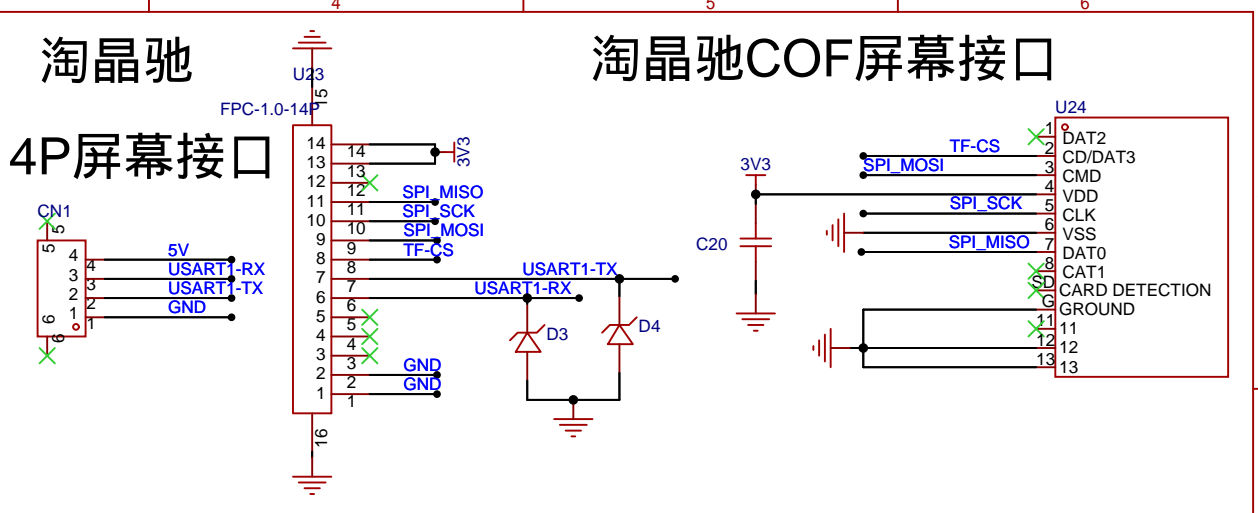 4
5
6
淘晶驰
4P屏幕接口
淘晶驰COF屏幕接口
CN1
5
5
4
4
5V
3
3
USART1-RX
2
2
USART1-TX
1
1
GND
6
6
U23
15
FPC-1.0-14P
14
14
3V3
13
13
12
12
11
11
SPI_MISO
10
10
SPI_SCK
9
9
SPI_MOSI
8
8
TF-CS
7
7
USART1-TX
6
6
USART1-RX
5
5
4
4
3
3
2
2
GND
1
1
GND
16
D3
D4
3V3
C20
U24
1
DAT2
TF-CS
2
CD/DAT3
SPI_MOSI
3
CMD
4
VDD
SPI_SCK
5
CLK
6
VSS
SPI_MISO
7
DAT0
8
CAT1
SD
CARD DETECTION
G
GROUND
11
11
12
12
13
13